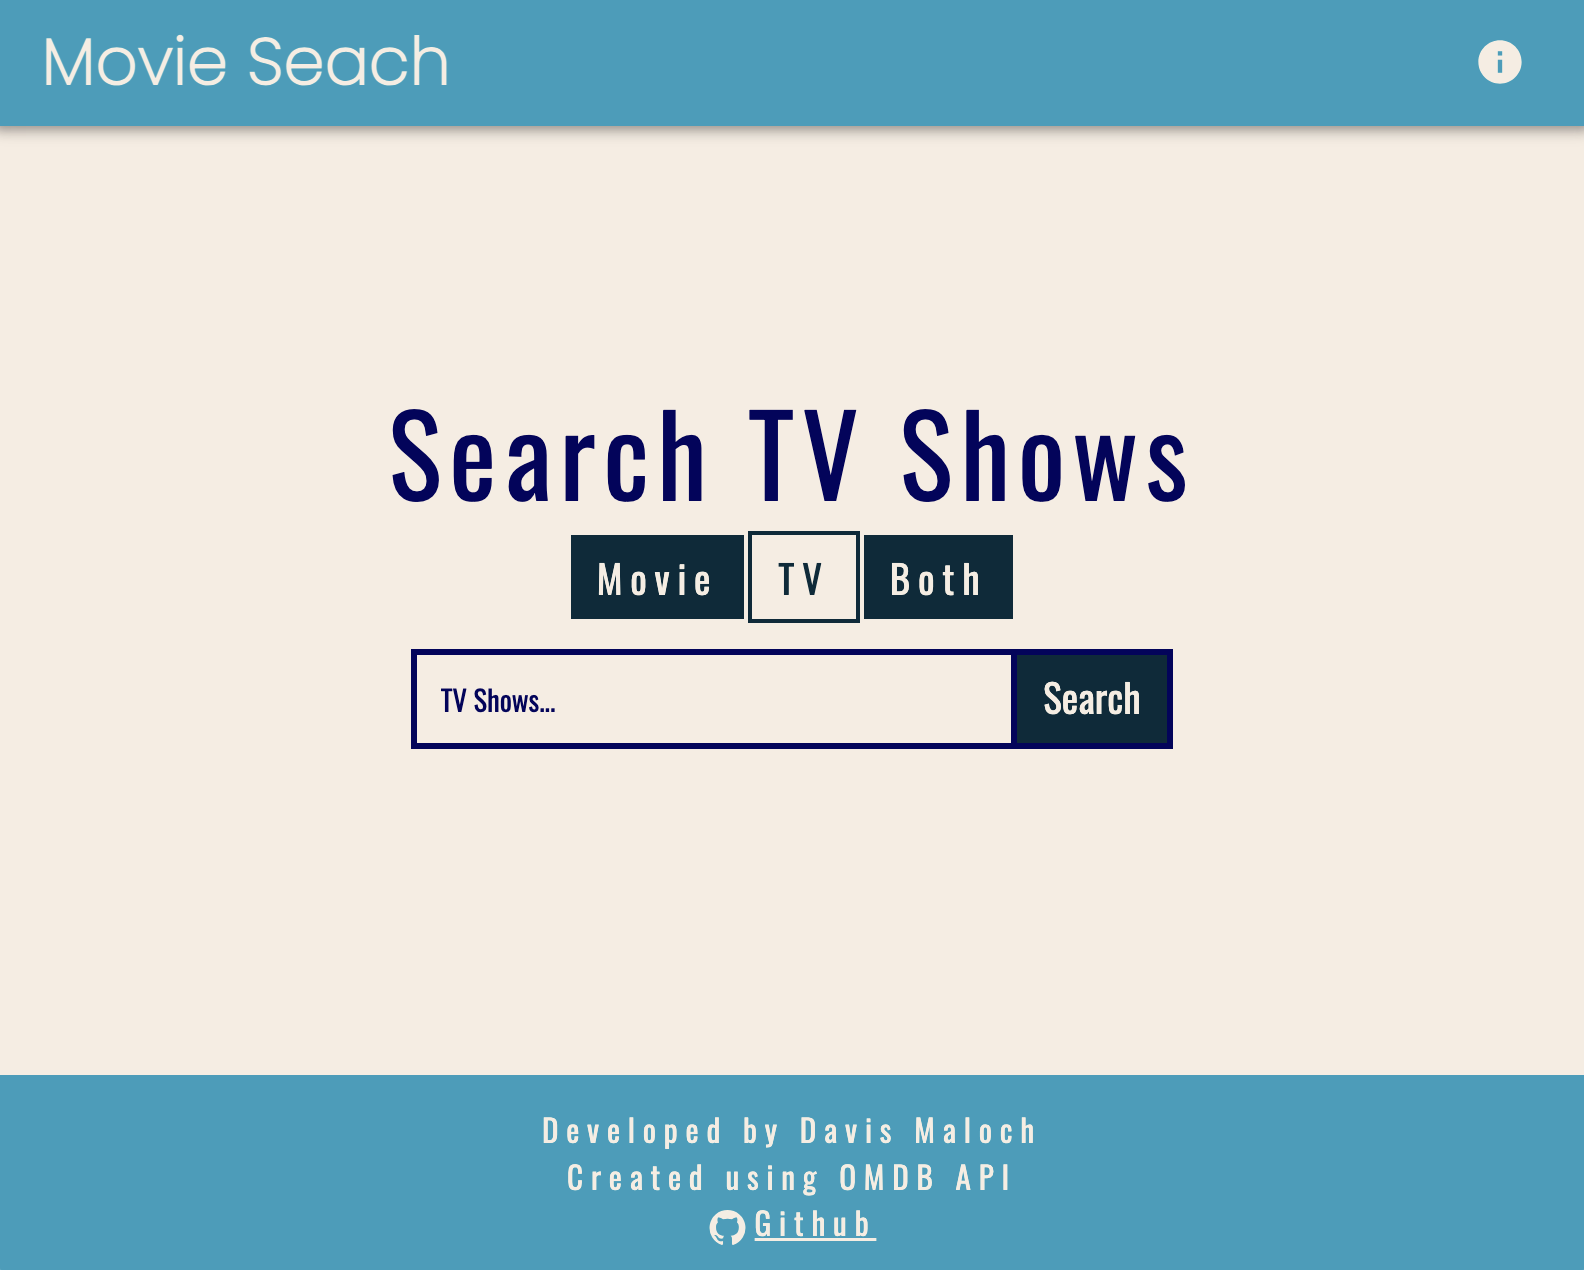 Movie Seach
Search TV Shows
Movie TV Both
TV Shows... Search
Developed by Davis Maloch
Created using OMDB API
Github